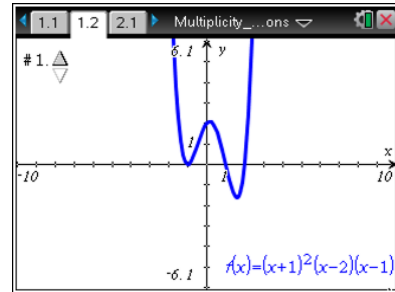 1.1 1.2 2.1 Multiplicity_...ons
6.1 y
#1.
1
x
-10 1 10
-6.1 f(x)=(x+1)²(x-2)(x-1)